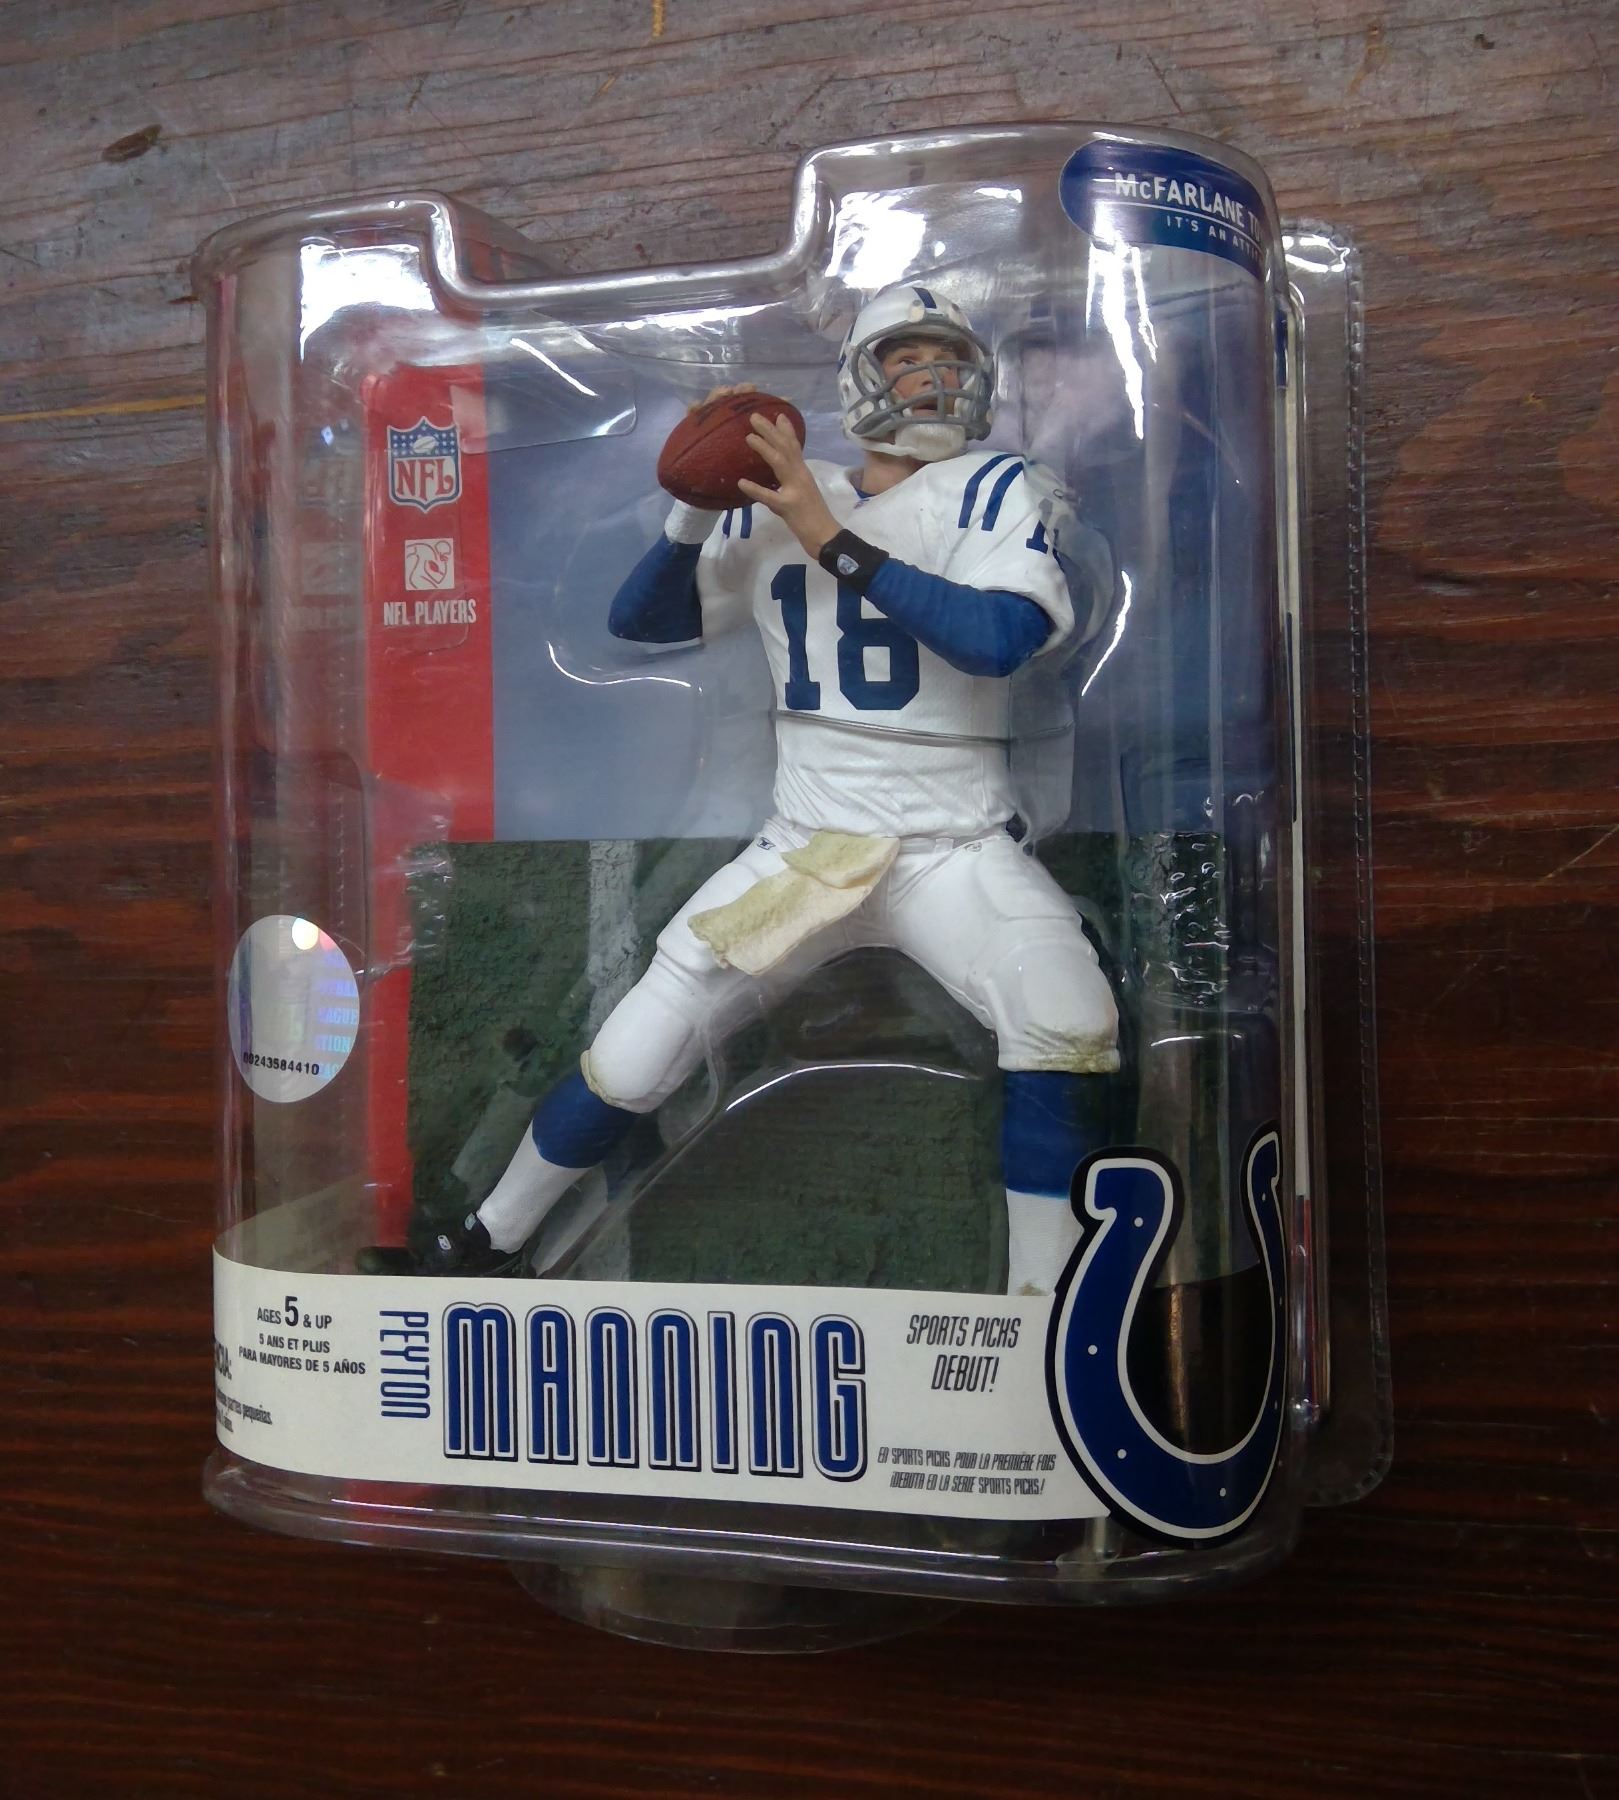 McFARLANE
IT'S AN
NFL
NFL PLAYERS
18
00243584410
AGES 5 & UP
5 ANS ET PLUS
PARA MAYORES DE 5 AÑOS
pequeñas.
PEYTON
MANNING
SPORTS PICKS
DEBUT!
EN SPORTS PICKS POUR LA PREMIÈRE FOIS
¡DEBUTA EN LA SERIE SPORTS PICKS!